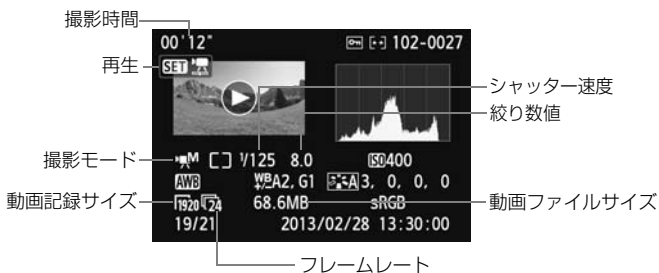 撮影時間
00'12" 102-0027
再生 SET
シャッター速度
絞り数値
撮影モード M 1/125 8.0 ISO400
AWB WB+/-A2, G1 A3, 0, 0, 0
動画記録サイズ 1920 24 68.6MB sRGB 動画ファイルサイズ
19/21 2013/02/28 13:30:00
フレームレート